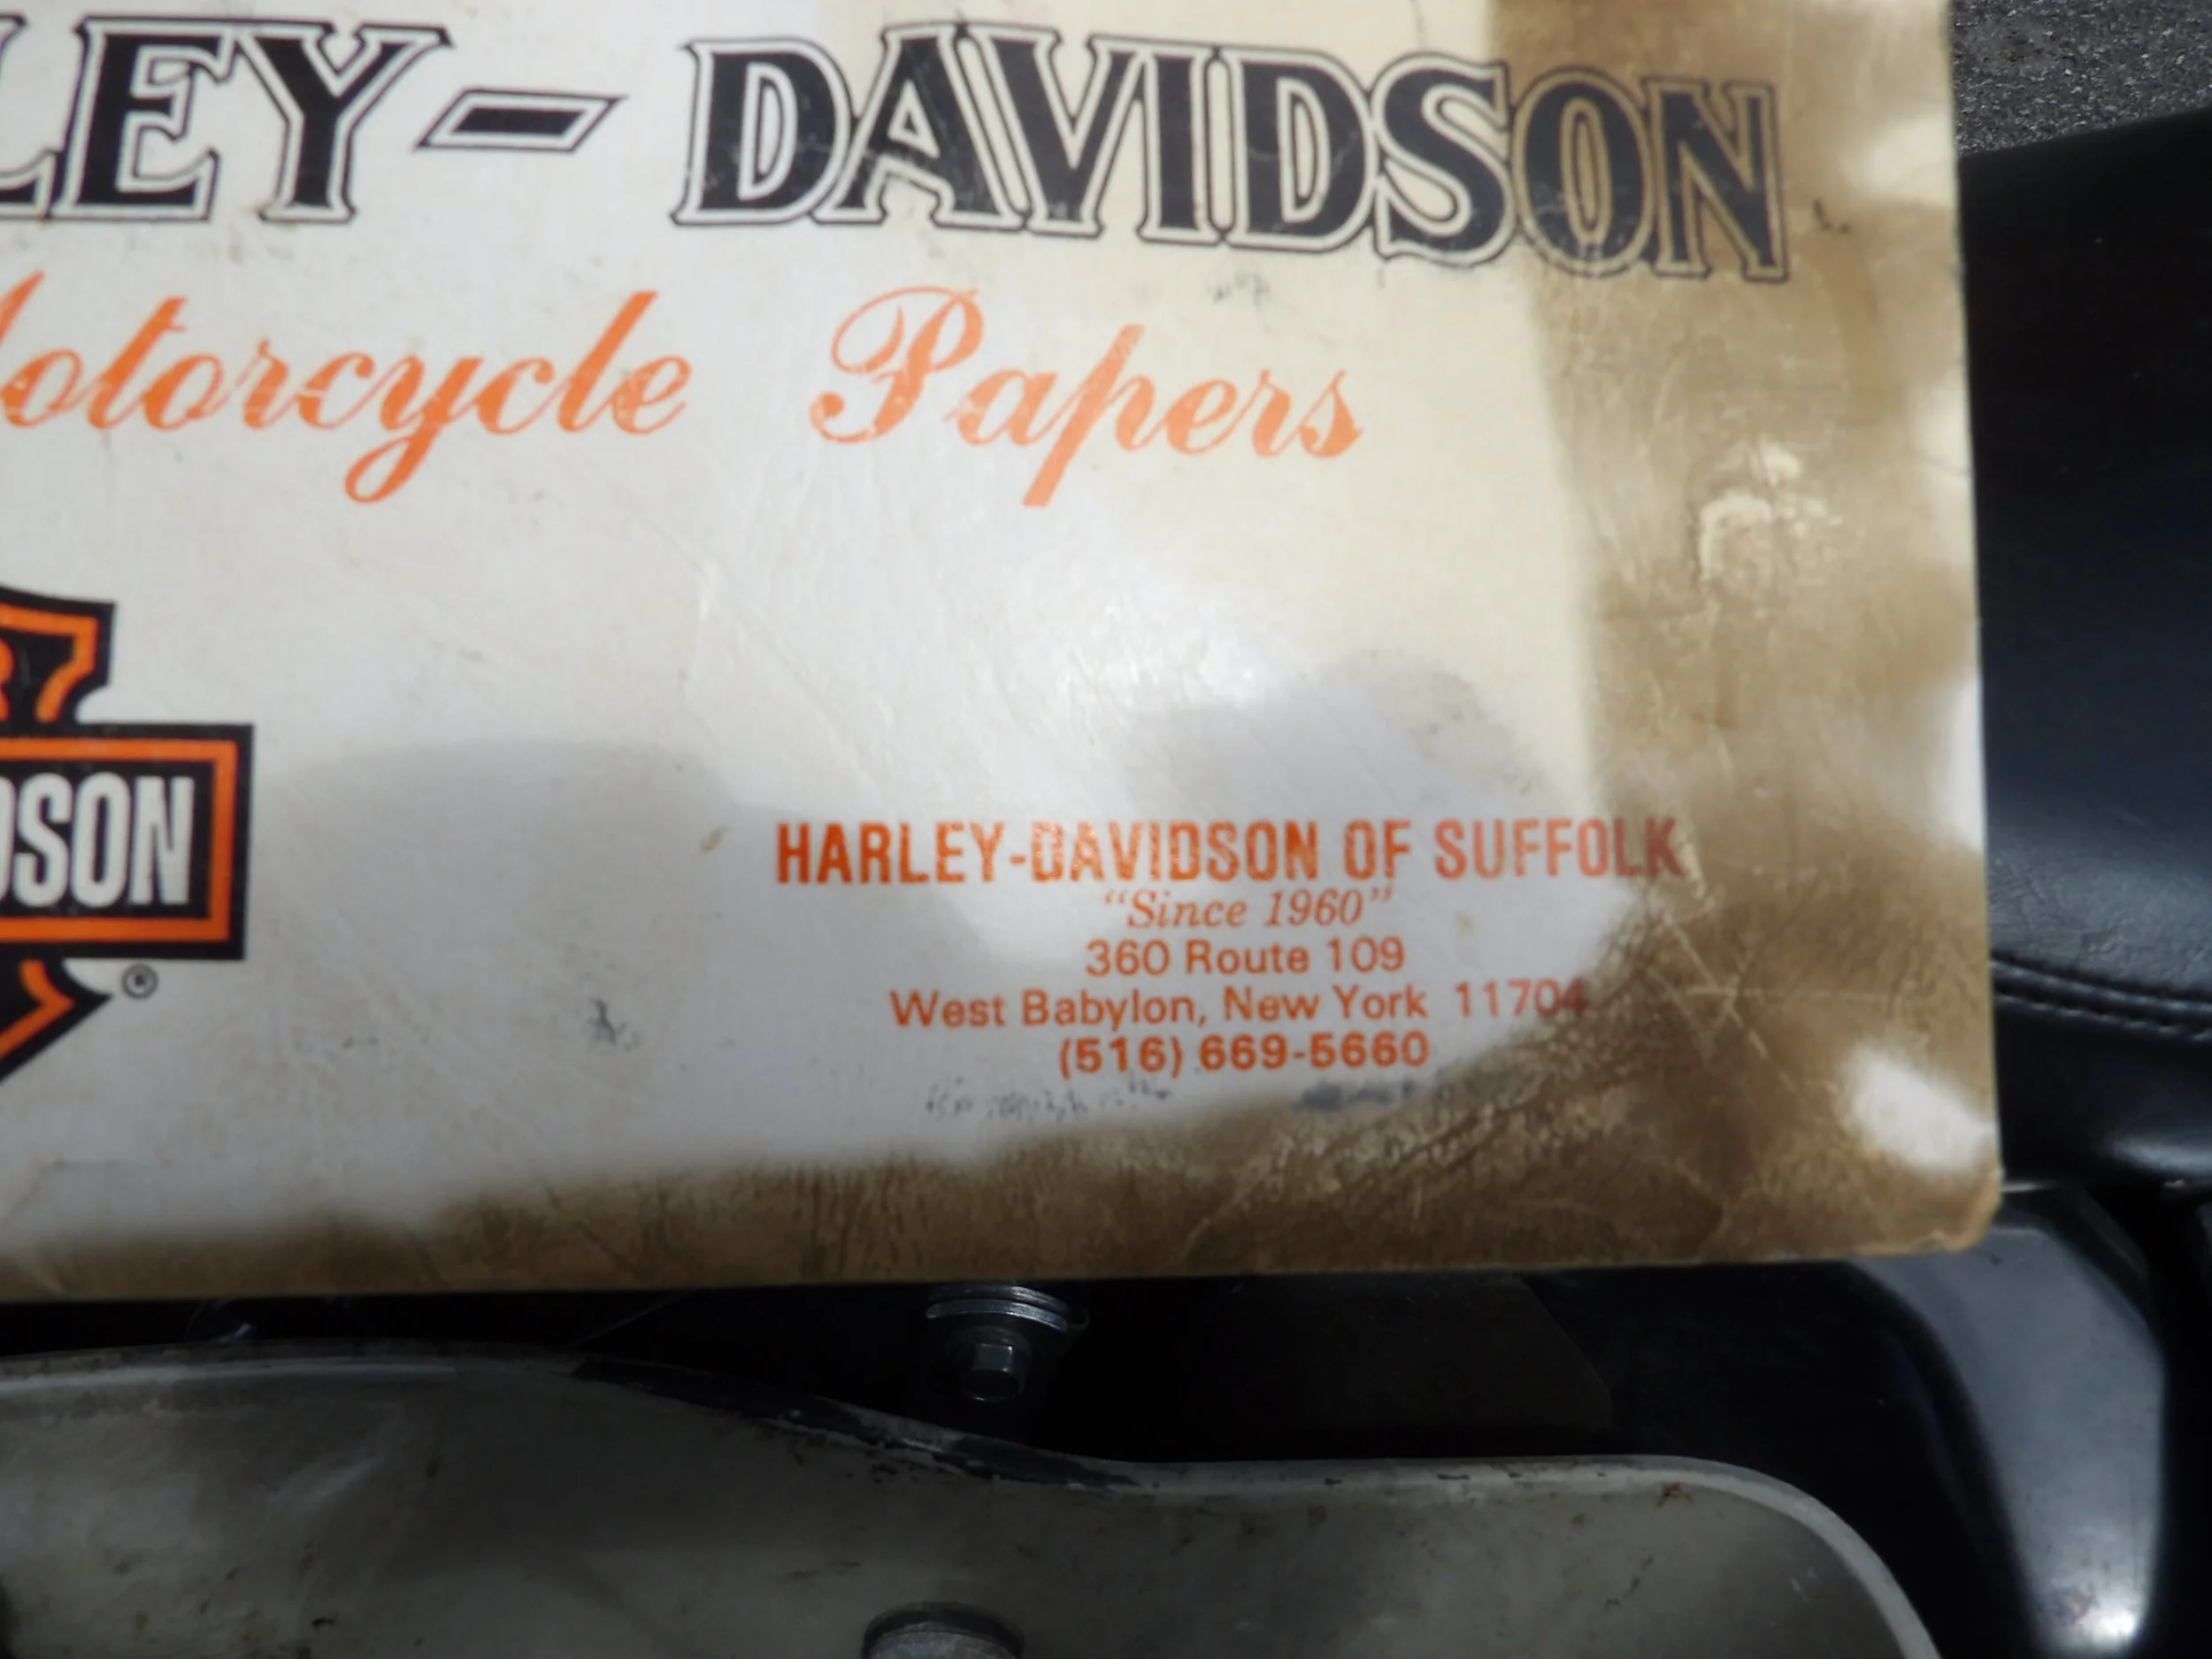 LEY-DAVIDSON
otorcycle Papers
DSON
®
HARLEY-DAVIDSON OF SUFFOLK
"Since 1960"
360 Route 109
West Babylon, New York 11704
(516) 669-5660